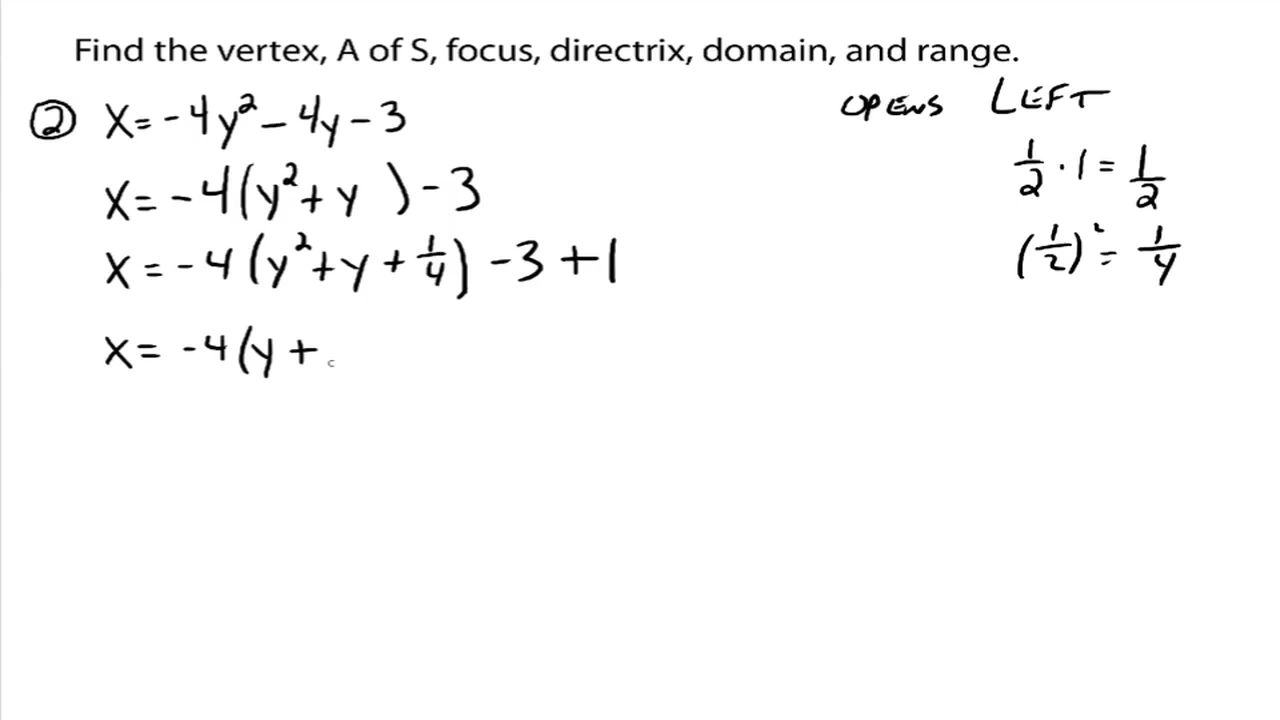 Find the vertex, A of S, focus, directrix, domain, and range.
② x = -4y² - 4y - 3
OPENS LEFT
x = -4(y² + y ) - 3
1/2 · 1 = 1/2
x = -4(y² + y + 1/4) - 3 + 1
(1/2)² = 1/4
x = -4(y +